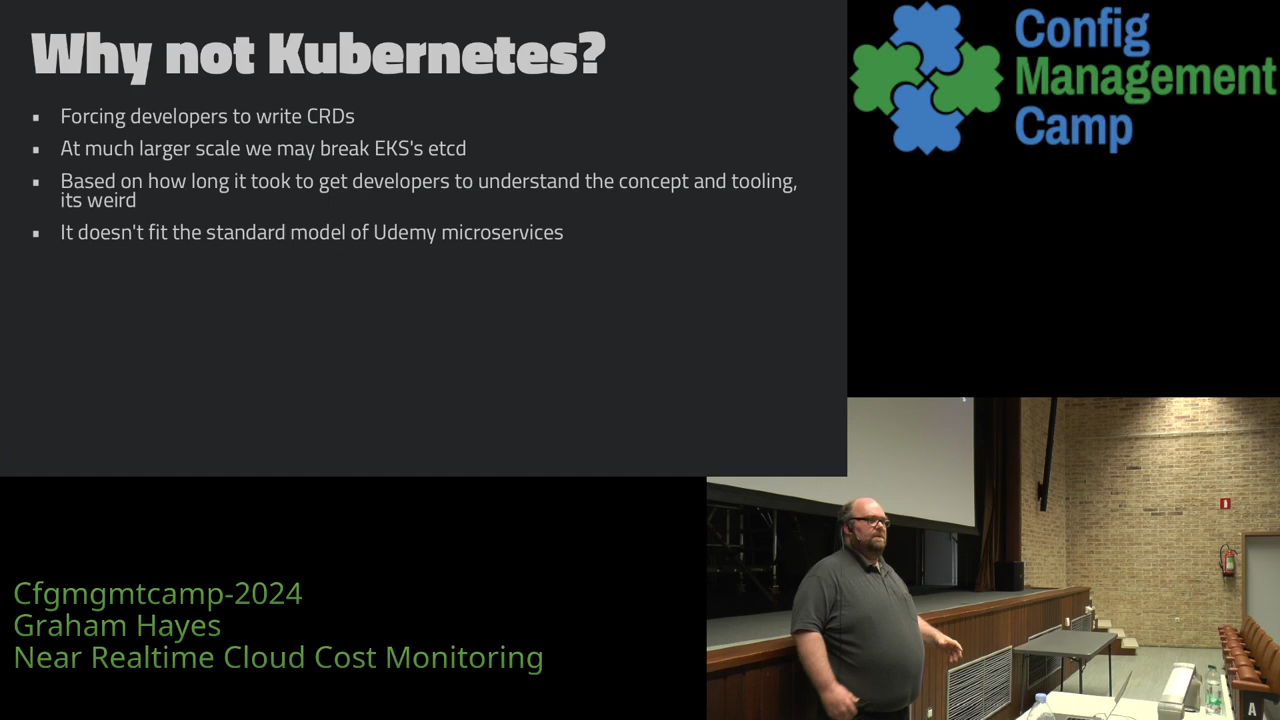 Why not Kubernetes?
Forcing developers to write CRDs
At much larger scale we may break EKS's etcd
Based on how long it took to get developers to understand the concept and tooling,
its weird
It doesn't fit the standard model of Udemy microservices
Config
Management
Camp
Cfgmgmtcamp-2024
Graham Hayes
Near Realtime Cloud Cost Monitoring
A